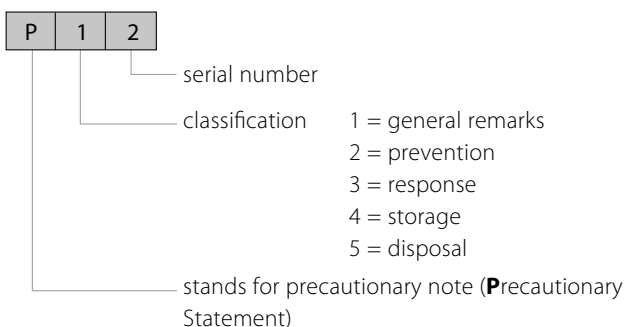 P 1 2
serial number
classification 1 = general remarks
2 = prevention
3 = response
4 = storage
5 = disposal
stands for precautionary note (Precautionary
Statement)